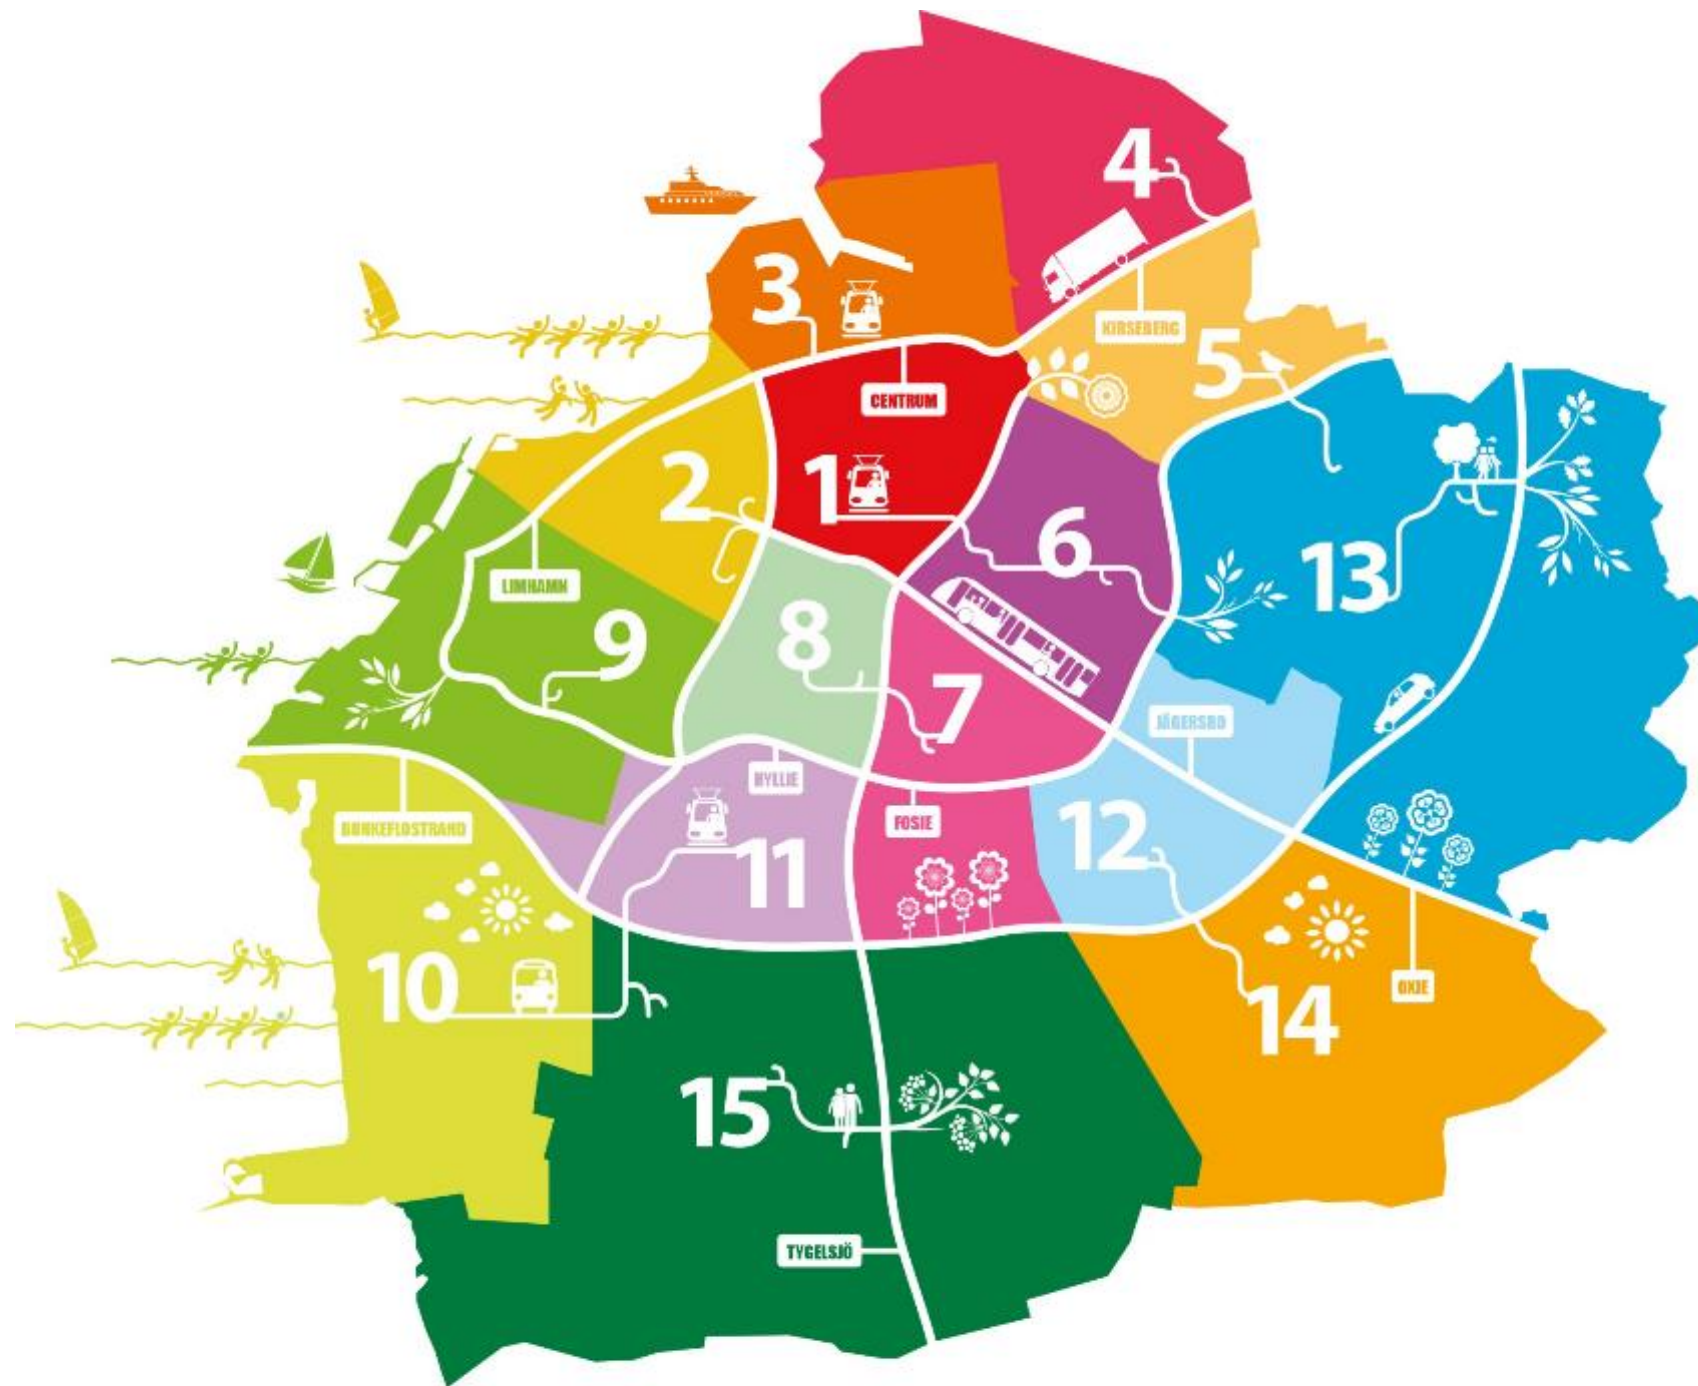 4
3
KIRSEBERG
5
CENTRUM
2
1
6
13
LIMHAMN
9
8
7
JÄGERSRO
HYLLIE
BUNKEFLOSTRAND
FOSIE
12
11
10
OXIE
14
15
TYGELSJÖ